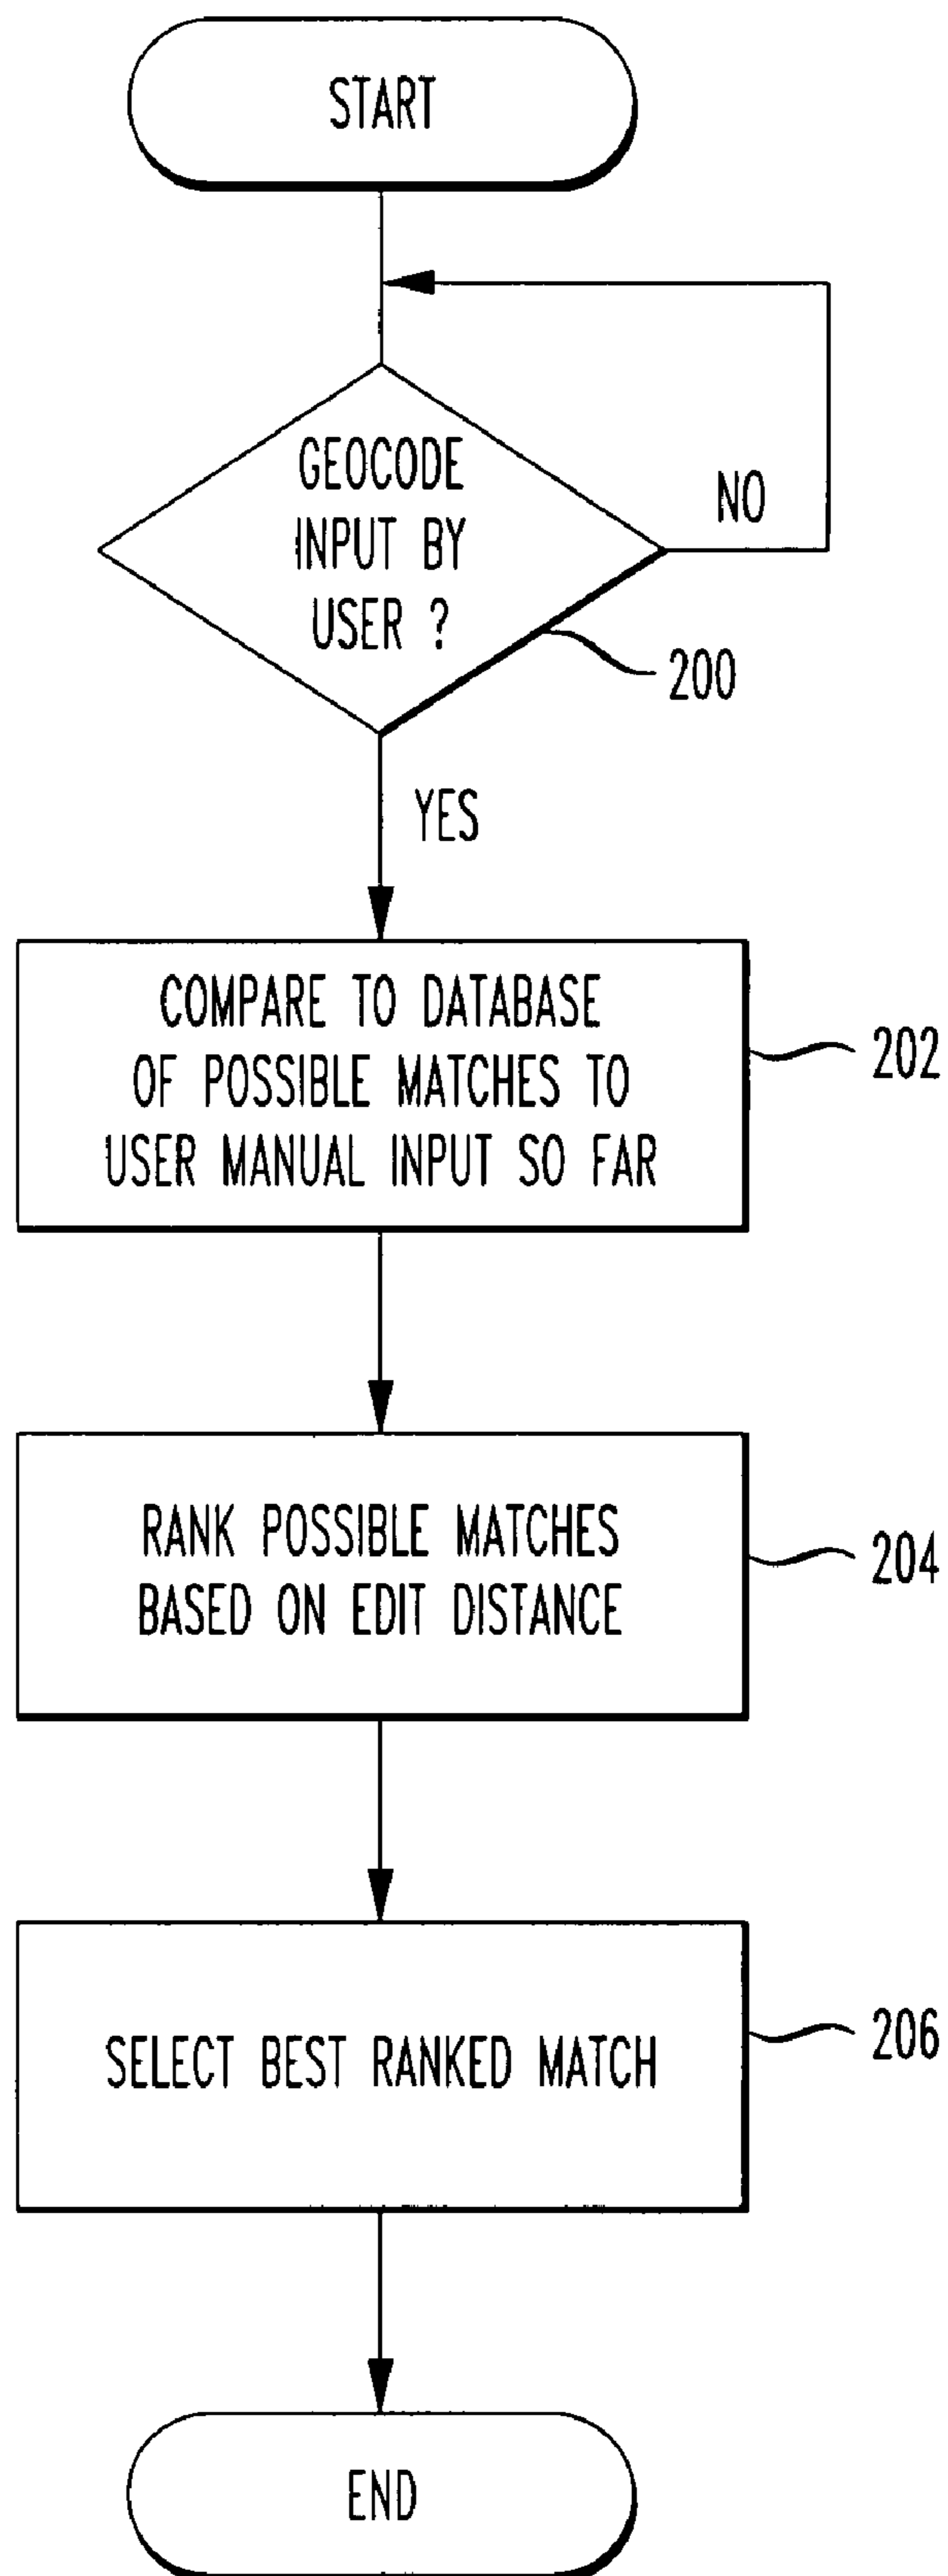 START
GEOCODE
INPUT BY
USER ?
NO
200
YES
COMPARE TO DATABASE
OF POSSIBLE MATCHES TO
USER MANUAL INPUT SO FAR
202
RANK POSSIBLE MATCHES
BASED ON EDIT DISTANCE
204
SELECT BEST RANKED MATCH
206
END